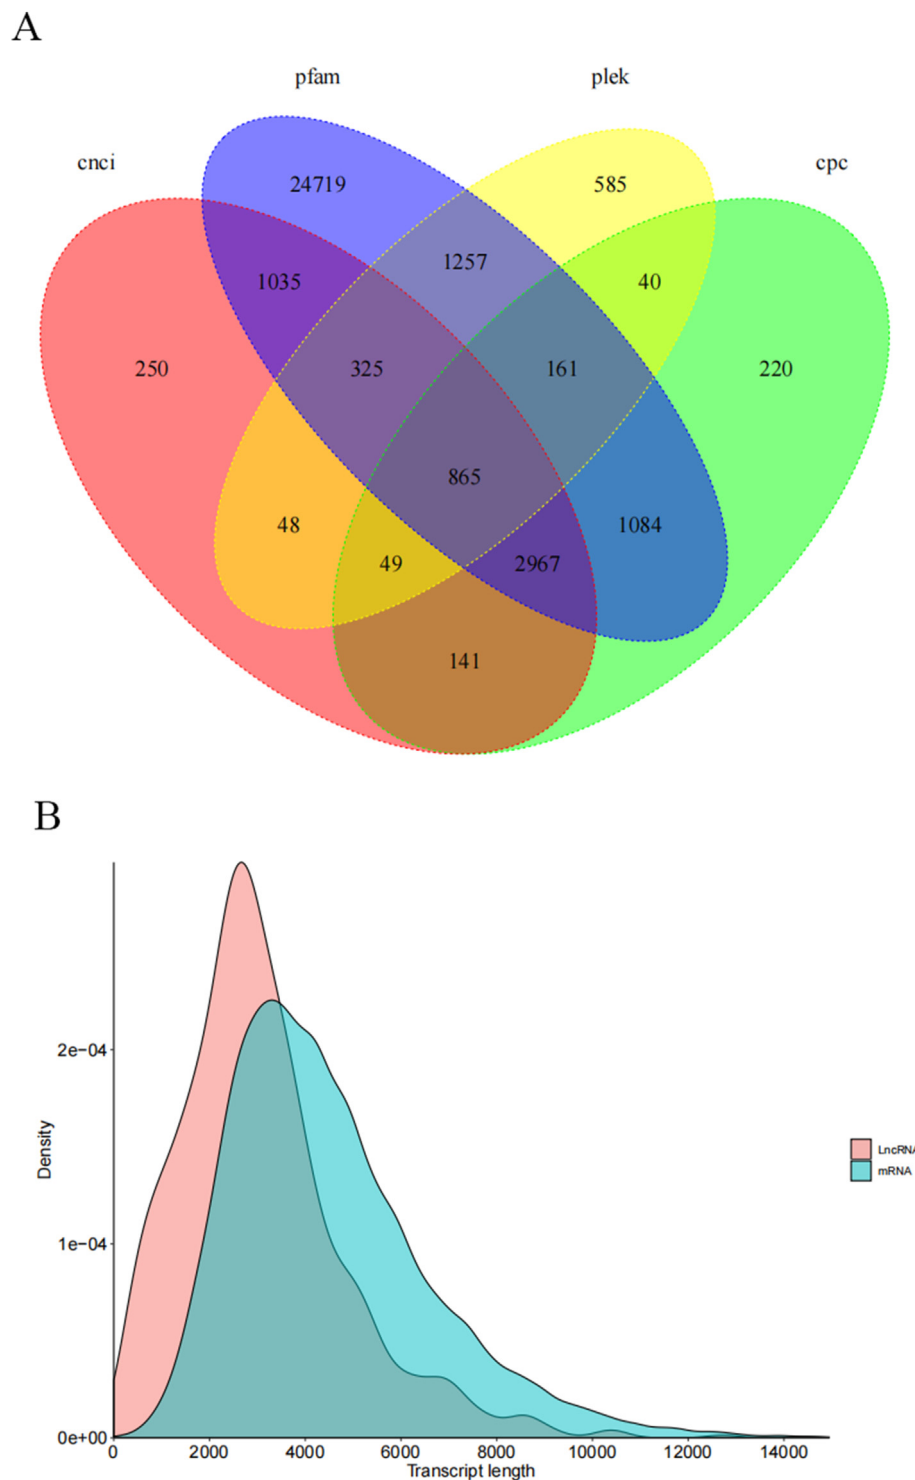 A
pfam
plek
cnci
cpc
24719
585
1035
1257
40
250
325
161
220
865
48
1084
49
2967
141
B
2e−04
Density
LncRNA
mRNA
1e−04
0e+00
0 2000 4000 6000 8000 10000 12000 14000
Transcript length